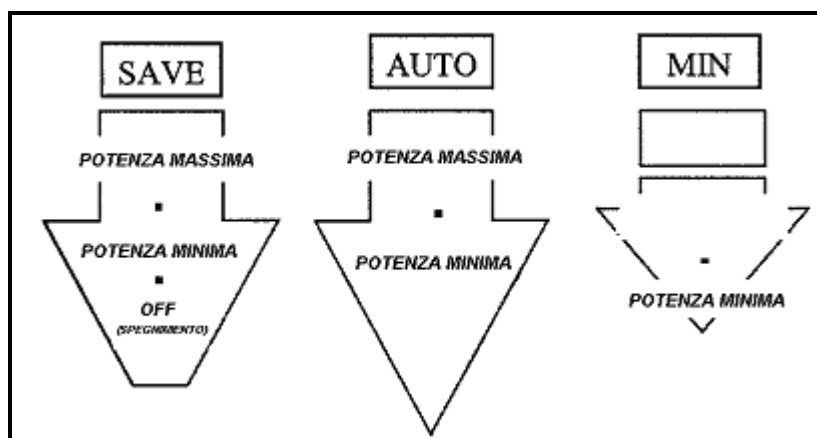 SAVE
POTENZA MASSIMA
POTENZA MINIMA
OFF
(SPEGNIMENTO)
AUTO
POTENZA MASSIMA
POTENZA MINIMA
MIN
POTENZA MINIMA